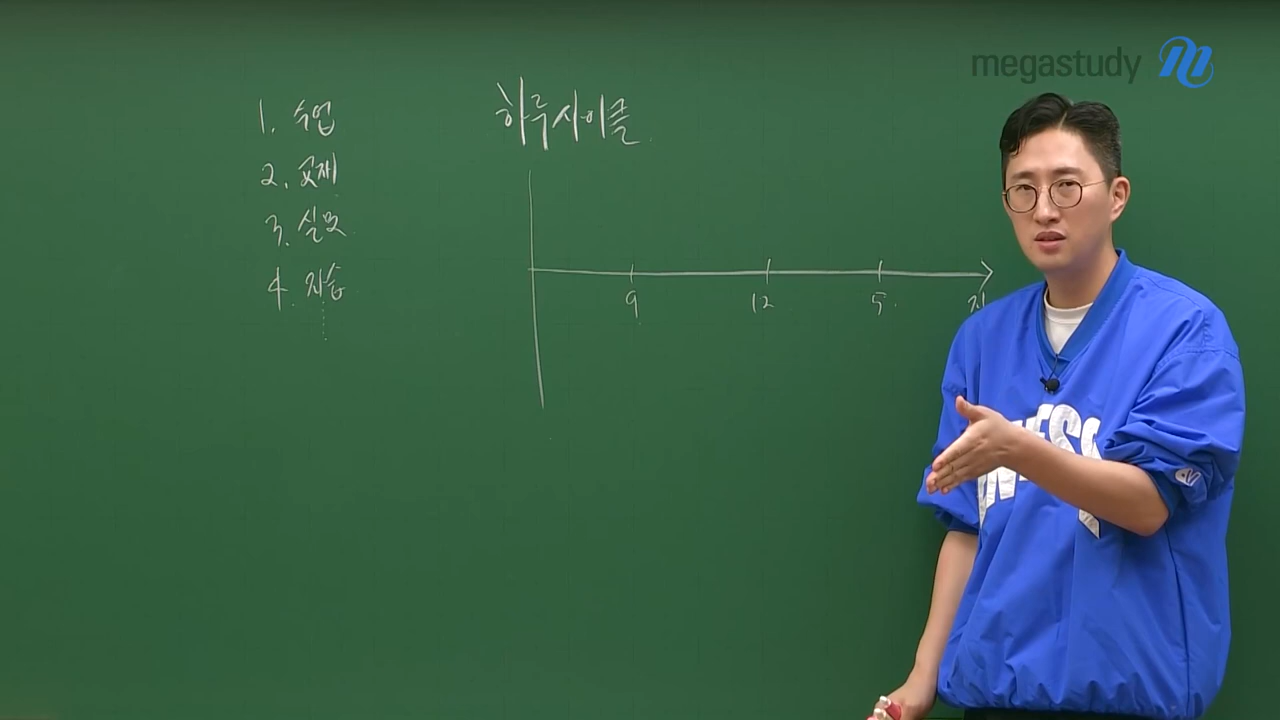 megastudy
1. 수업
2. 교재
3. 실모
4. 자습
하루사이클
9 12 5